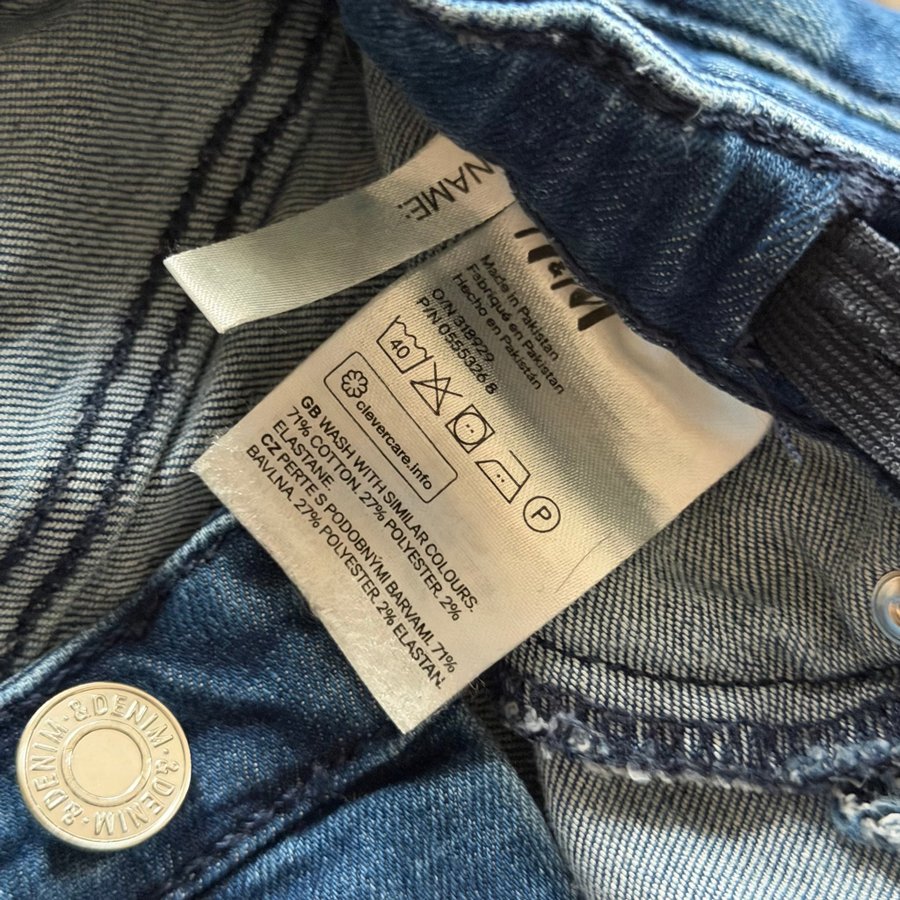 NAME:
H&M
Made in Pakistan
Fabriqué en Pakistan
Hecho en Pakistán
O/N 318929
P/N 0555326 8
40
P
clevercare.info
GB WASH WITH SIMILAR COLOURS.
71% COTTON. 27% POLYESTER. 2%
ELASTANE.
CZ PERTE S PODOBNÝMI BARVAMI. 71%
BAVLNA. 27% POLYESTER. 2% ELASTAN.
&DENIM·&DENIM·&DENIM·